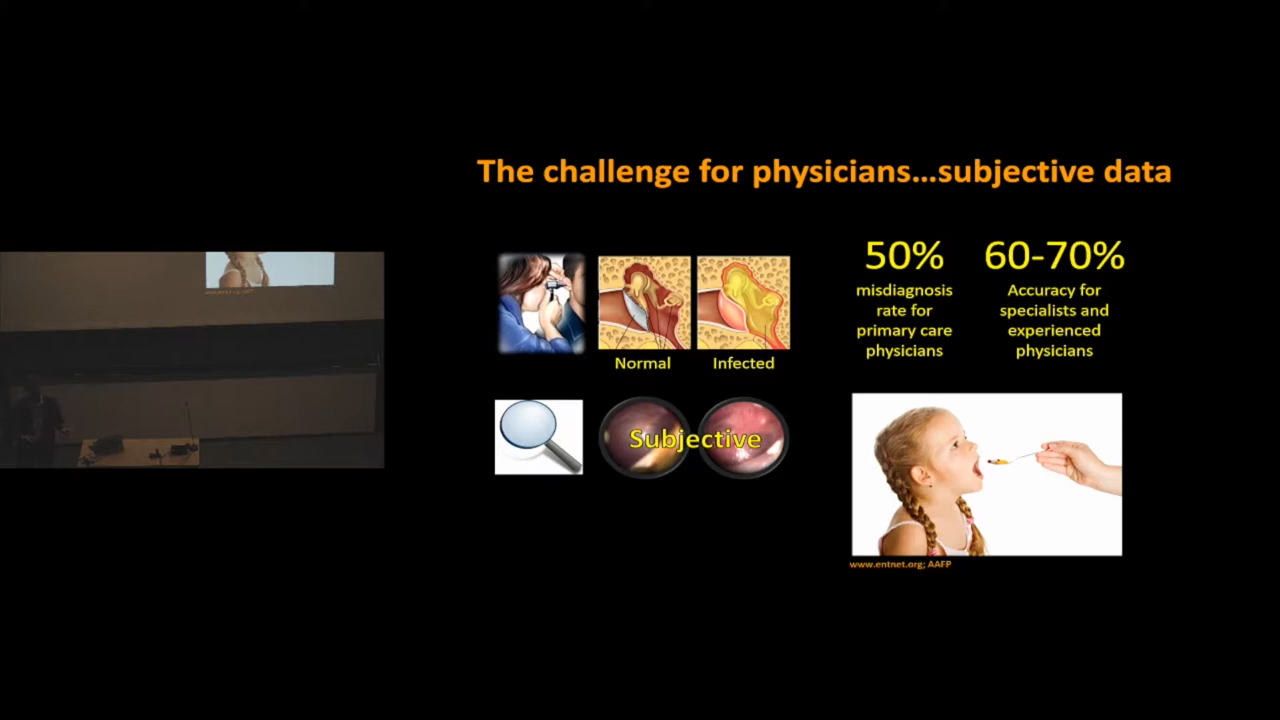 The challenge for physicians...subjective data
Normal
Infected
Subjective
50%
misdiagnosis
rate for
primary care
physicians
60-70%
Accuracy for
specialists and
experienced
physicians
www.entnet.org; AAFP